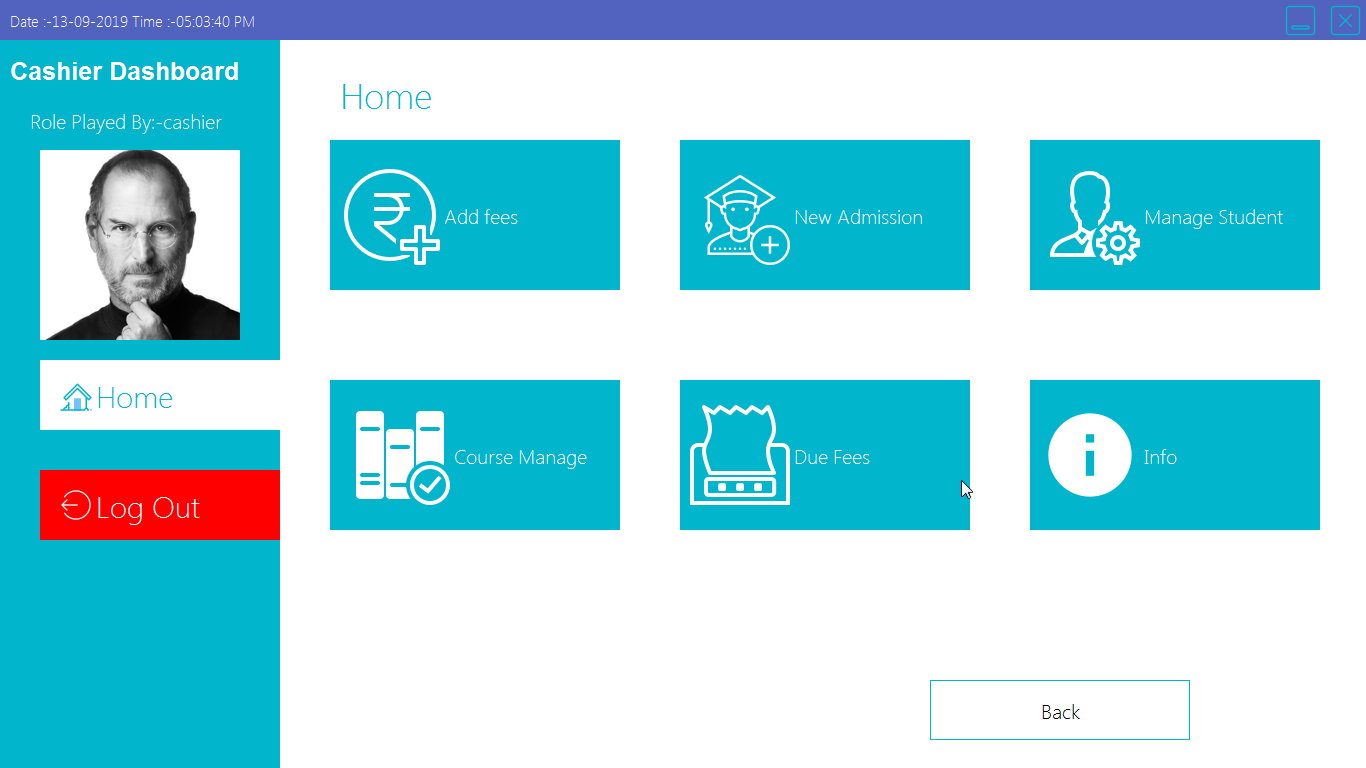 Date :-13-09-2019 Time :-05:03:40 PM
Cashier Dashboard
Role Played By:-cashier
Home
Log Out
Home
Add fees
New Admission
Manage Student
Course Manage
Due Fees
Info
Back